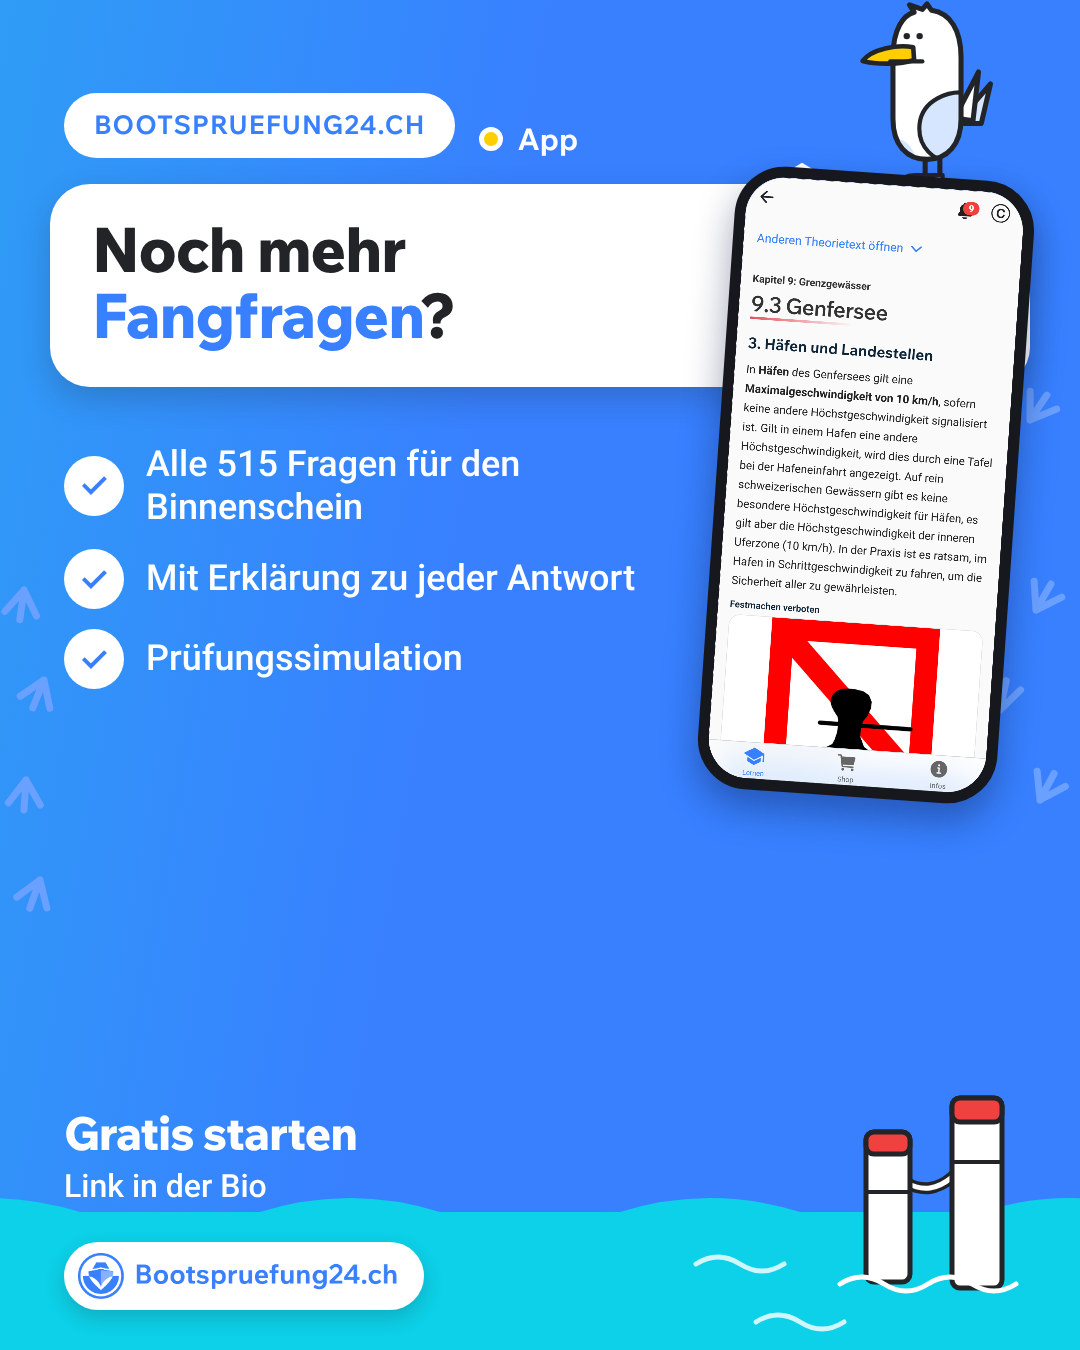 BOOTSPRUEFUNG24.CH
App
Noch mehr
Fangfragen?
Alle 515 Fragen für den
Binnenschein
Mit Erklärung zu jeder Antwort
Prüfungssimulation
9
C
Anderen Theorietext öffnen
Kapitel 9: Grenzgewässer
9.3 Genfersee
3. Häfen und Landestellen
In Häfen des Genfersees gilt eine
Maximalgeschwindigkeit von 10 km/h, sofern
keine andere Höchstgeschwindigkeit signalisiert
ist. Gilt in einem Hafen eine andere
Höchstgeschwindigkeit, wird dies durch eine Tafel
bei der Hafeneinfahrt angezeigt. Auf rein
schweizerischen Gewässern gibt es keine
besondere Höchstgeschwindigkeit für Häfen, es
gilt aber die Höchstgeschwindigkeit der inneren
Uferzone (10 km/h). In der Praxis ist es ratsam, im
Hafen in Schrittgeschwindigkeit zu fahren, um die
Sicherheit aller zu gewährleisten.
Festmachen verboten
Lernen
Shop
Infos
Gratis starten
Link in der Bio
Bootspruefung24.ch